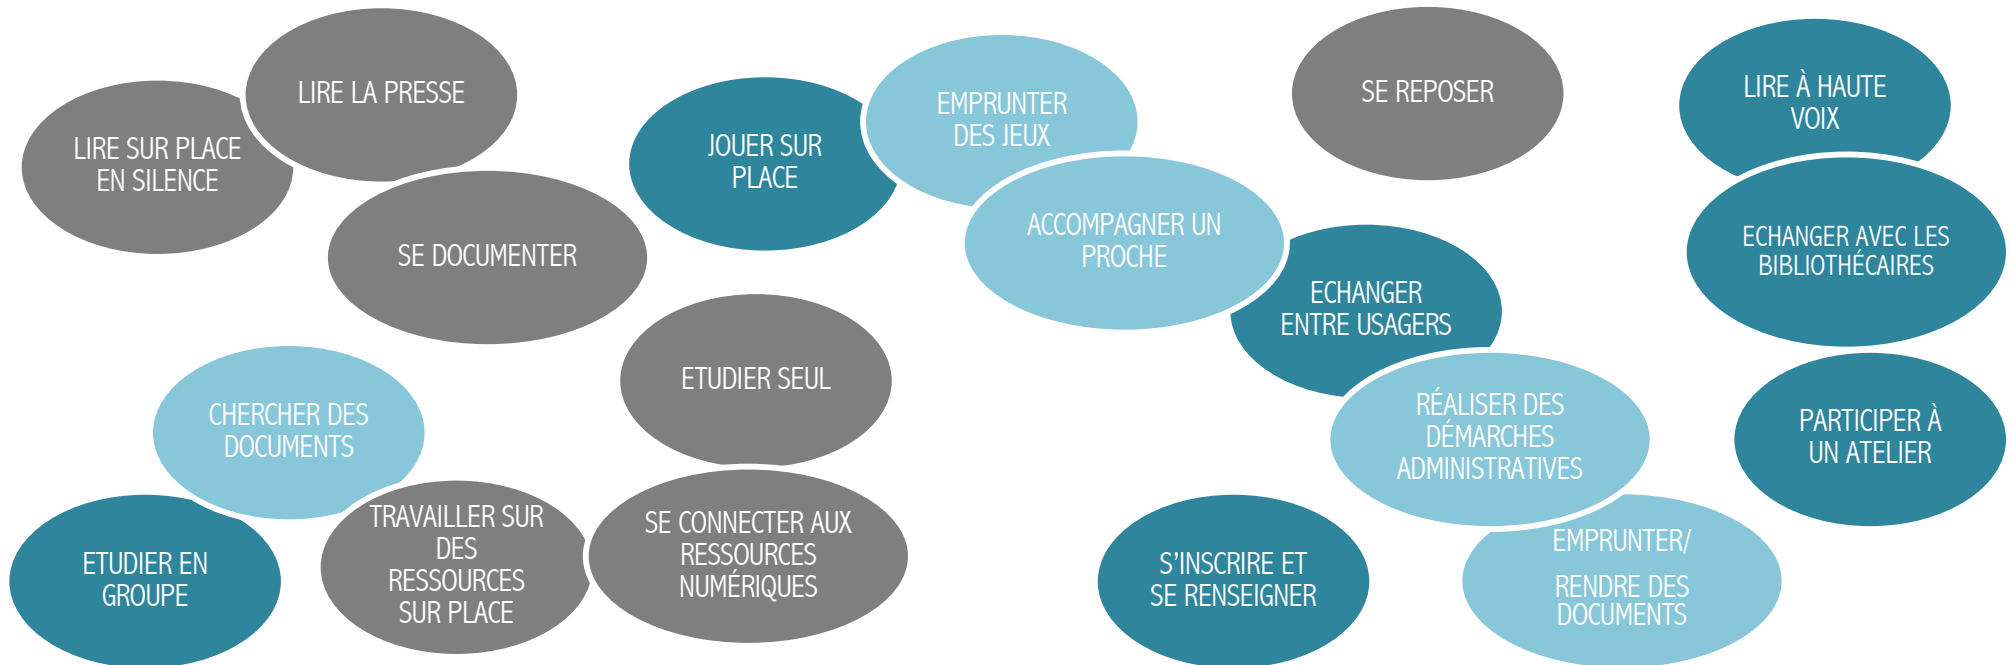 LIRE LA PRESSE
LIRE SUR PLACE
EN SILENCE
SE DOCUMENTER
JOUER SUR
PLACE
EMPRUNTER
DES JEUX
ACCOMPAGNER UN
PROCHE
SE REPOSER
LIRE À HAUTE
VOIX
ECHANGER AVEC LES
BIBLIOTHÉCAIRES
ECHANGER
ENTRE USAGERS
ETUDIER SEUL
CHERCHER DES
DOCUMENTS
RÉALISER DES
DÉMARCHES
ADMINISTRATIVES
PARTICIPER À
UN ATELIER
ETUDIER EN
GROUPE
TRAVAILLER SUR
DES
RESSOURCES
SUR PLACE
SE CONNECTER AUX
RESSOURCES
NUMÉRIQUES
S’INSCRIRE ET
SE RENSEIGNER
EMPRUNTER/
RENDRE DES
DOCUMENTS